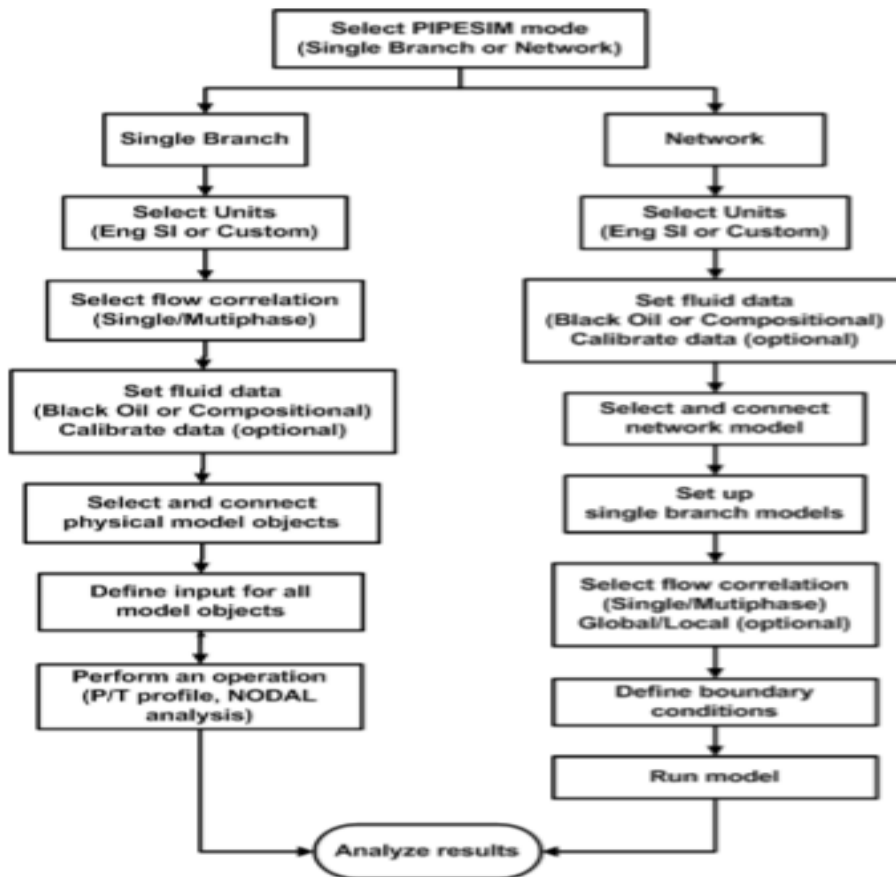 Select PIPESIM mode
(Single Branch or Network)
Single Branch
Select Units
(Eng SI or Custom)
Select flow correlation
(Single/Mutiphase)
Set fluid data
(Black Oil or Compositional)
Calibrate data (optional)
Select and connect
physical model objects
Define input for all
model objects
Perform an operation
(P/T profile, NODAL
analysis)
Network
Select Units
(Eng SI or Custom)
Set fluid data
(Black Oil or Compositional)
Calibrate data (optional)
Select and connect
network model
Set up
single branch models
Select flow correlation
(Single/Mutiphase)
Global/Local (optional)
Define boundary
conditions
Run model
Analyze results